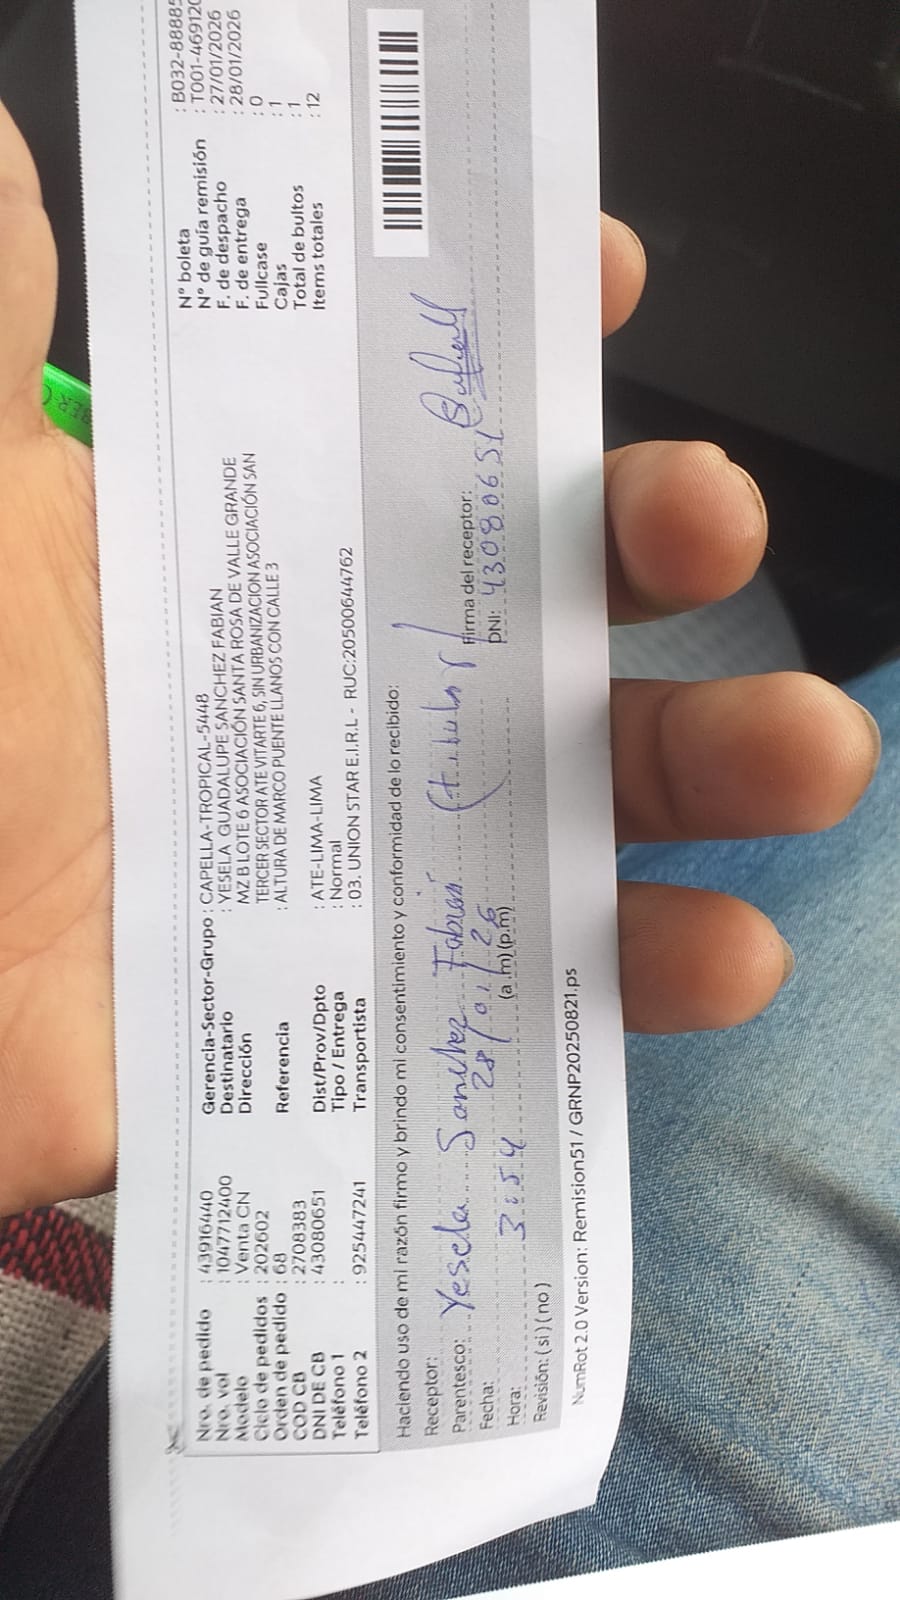 Nro. de pedido : 43916440
Nro. vol : 1047712400
Modelo : Venta CN
Ciclo de pedidos : 202602
Orden de pedido : 68
COD CB : 2708383
DNI DE CB : 43080651
Teléfono 1 :
Teléfono 2 : 925447241
Gerencia-Sector-Grupo : CAPELLA-TROPICAL-5448
Destinatario : YESELA GUADALUPE SANCHEZ FABIAN
Dirección MZ B LOTE 6 ASOCIACIÓN SANTA ROSA DE VALLE GRANDE
TERCER SECTOR ATE VITARTE 6, SIN URBANIZACION ASOCIACIÓN SAN
Referencia : ALTURA DE MARCO PUENTE LLANOS CON CALLE 3
Dist/Prov/Dpto : ATE-LIMA-LIMA
Tipo / Entrega : Normal
Transportista : 03. UNION STAR E.I.R.L - RUC:20500644762
N° boleta : B032-88885
N° de guía remisión : T001-469120
F. de despacho : 27/01/2026
F. de entrega : 28/01/2026
Fullcase : 0
Cajas : 1
Total de bultos : 1
Items totales : 12
Haciendo uso de mi razón firmo y brindo mi consentimiento y conformidad de lo recibido:
Receptor: Yesela Sanchez Fabian (titular)
Parentesco: Firma del receptor:
Fecha: 28/01/26 DNI: 43080651
Hora: 3:54 (a.m)(p.m)
Revisión: ( si ) ( no )
NumRot 2.0 Version: Remision51 / GRNP20250821.ps